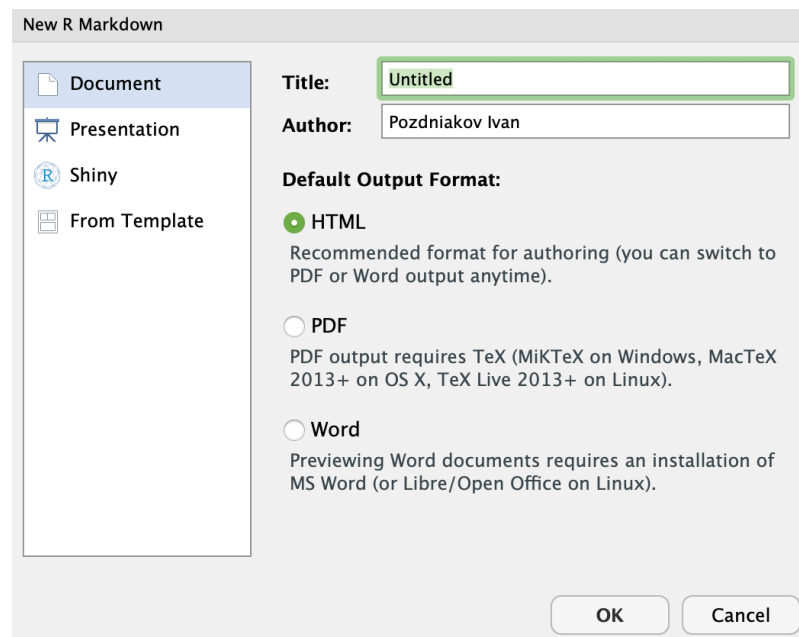 New R Markdown
Document
Presentation
R Shiny
From Template
Title: Untitled
Author: Pozdniakov Ivan
Default Output Format:
HTML
Recommended format for authoring (you can switch to
PDF or Word output anytime).
PDF
PDF output requires TeX (MiKTeX on Windows, MacTeX
2013+ on OS X, TeX Live 2013+ on Linux).
Word
Previewing Word documents requires an installation of
MS Word (or Libre/Open Office on Linux).
OK Cancel